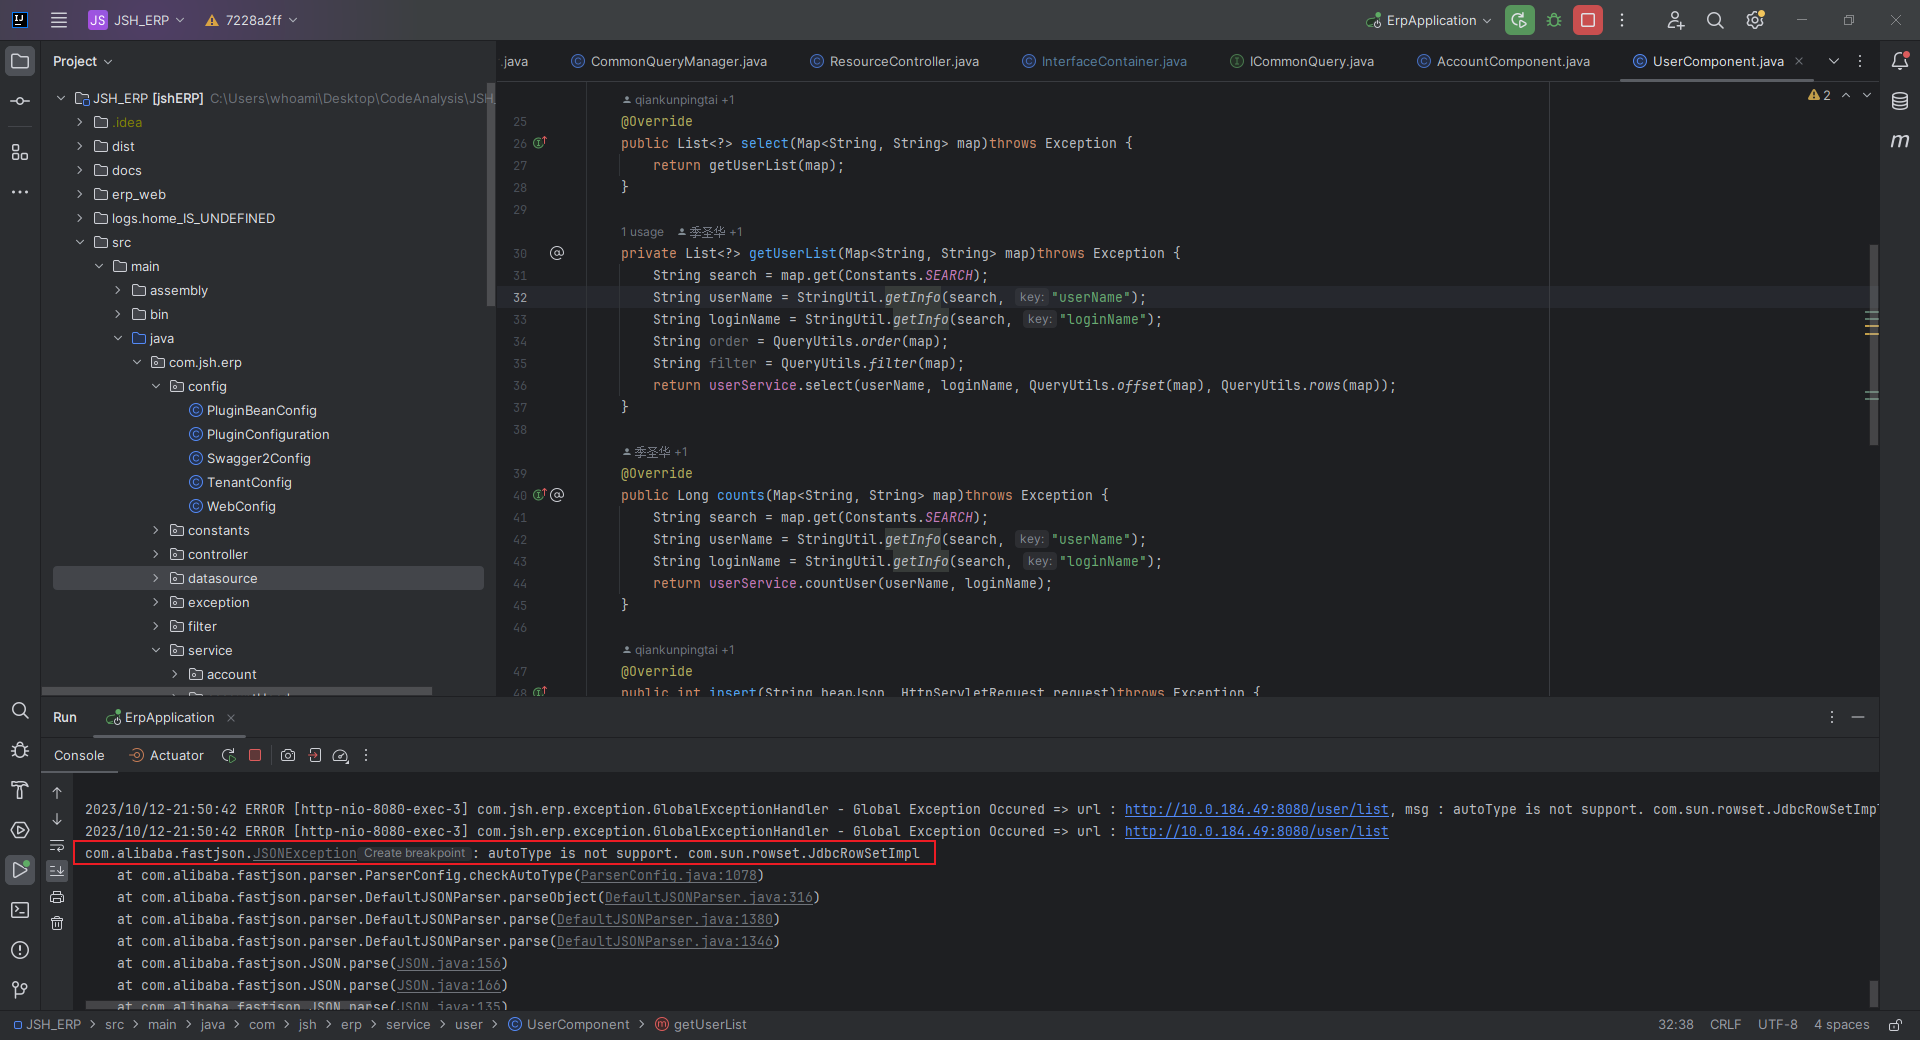 JS JSH_ERP 7228a2ff ErpApplication
Project
.java CommonQueryManager.java ResourceController.java InterfaceContainer.java ICommonQuery.java AccountComponent.java UserComponent.java
JSH_ERP [jshERP] C:\Users\whoami\Desktop\CodeAnalysis\JSH_
.idea
dist
docs
erp_web
logs.home_IS_UNDEFINED
src
main
assembly
bin
java
com.jsh.erp
config
PluginBeanConfig
PluginConfiguration
Swagger2Config
TenantConfig
WebConfig
constants
controller
datasource
exception
filter
service
account
2
qiankunpingtai +1
25 @Override
26 public List<?> select(Map<String, String> map)throws Exception {
27 return getUserList(map);
28 }
29
1 usage 季圣华 +1
30 @ private List<?> getUserList(Map<String, String> map)throws Exception {
31 String search = map.get(Constants.SEARCH);
32 String userName = StringUtil.getInfo(search, key: "userName");
33 String loginName = StringUtil.getInfo(search, key: "loginName");
34 String order = QueryUtils.order(map);
35 String filter = QueryUtils.filter(map);
36 return userService.select(userName, loginName, QueryUtils.offset(map), QueryUtils.rows(map));
37 }
38
季圣华 +1
39 @Override
40 @ public Long counts(Map<String, String> map)throws Exception {
41 String search = map.get(Constants.SEARCH);
42 String userName = StringUtil.getInfo(search, key: "userName");
43 String loginName = StringUtil.getInfo(search, key: "loginName");
44 return userService.countUser(userName, loginName);
45 }
46
qiankunpingtai +1
47 @Override
48 public int insert(String beanJson, HttpServletRequest request)throws Exception {
Run ErpApplication
Console Actuator
2023/10/12-21:50:42 ERROR [http-nio-8080-exec-3] com.jsh.erp.exception.GlobalExceptionHandler - Global Exception Occured => url : http://10.0.184.49:8080/user/list, msg : autoType is not support. com.sun.rowset.JdbcRowSetImpl
2023/10/12-21:50:42 ERROR [http-nio-8080-exec-3] com.jsh.erp.exception.GlobalExceptionHandler - Global Exception Occured => url : http://10.0.184.49:8080/user/list
com.alibaba.fastjson.JSONException Create breakpoint : autoType is not support. com.sun.rowset.JdbcRowSetImpl
at com.alibaba.fastjson.parser.ParserConfig.checkAutoType(ParserConfig.java:1078)
at com.alibaba.fastjson.parser.DefaultJSONParser.parseObject(DefaultJSONParser.java:316)
at com.alibaba.fastjson.parser.DefaultJSONParser.parse(DefaultJSONParser.java:1380)
at com.alibaba.fastjson.parser.DefaultJSONParser.parse(DefaultJSONParser.java:1346)
at com.alibaba.fastjson.JSON.parse(JSON.java:156)
at com.alibaba.fastjson.JSON.parse(JSON.java:166)
at com.alibaba.fastjson.JSON.parse(JSON.java:135)
JSH_ERP > src > main > java > com > jsh > erp > service > user > UserComponent > getUserList 32:38 CRLF UTF-8 4 spaces